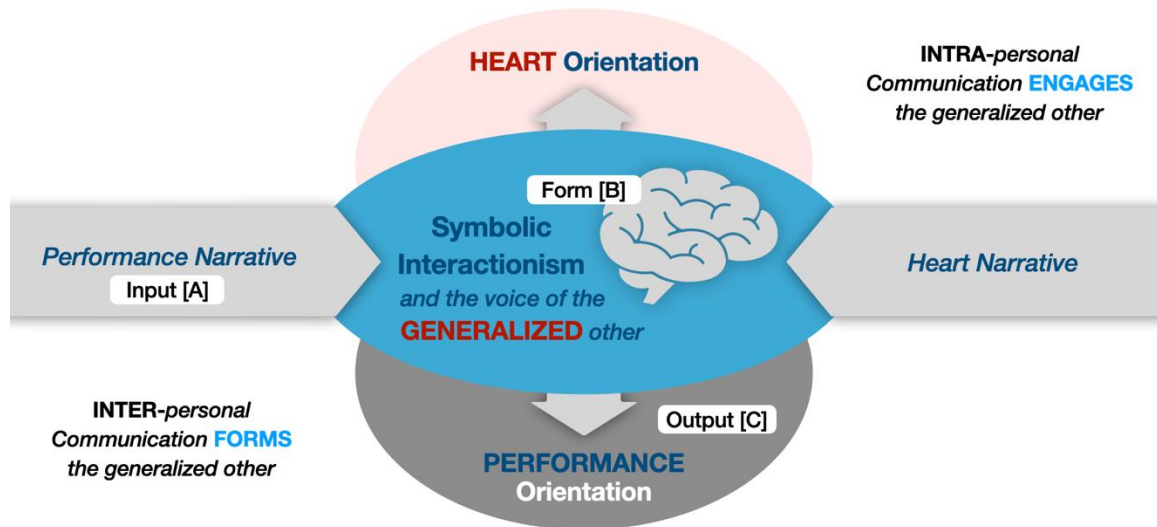 HEART Orientation
INTRA-personal
Communication ENGAGES
the generalized other
Form [B]
Symbolic
Interactionism
and the voice of the
GENERALIZED other
Performance Narrative
Input [A]
Heart Narrative
INTER-personal
Communication FORMS
the generalized other
Output [C]
PERFORMANCE
Orientation